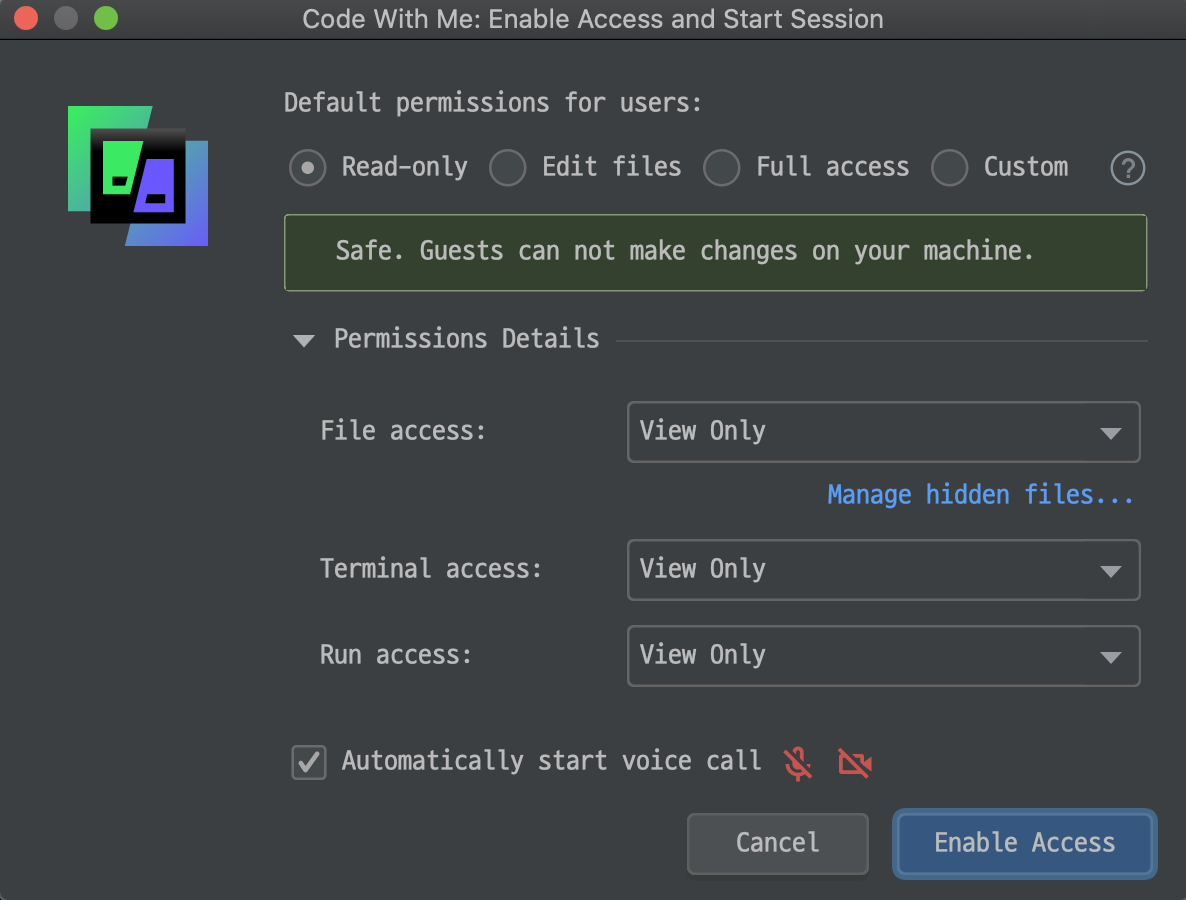 Code With Me: Enable Access and Start Session
Default permissions for users:
Read-only Edit files Full access Custom ?
Safe. Guests can not make changes on your machine.
Permissions Details
File access: View Only
Manage hidden files...
Terminal access: View Only
Run access: View Only
Automatically start voice call
Cancel Enable Access